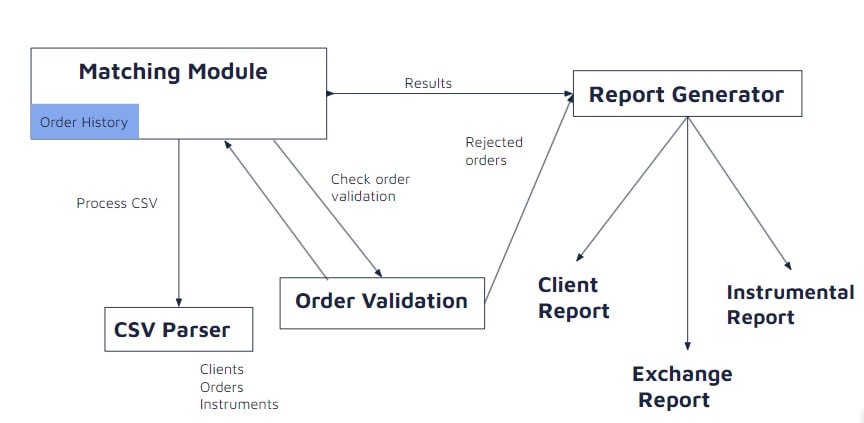 Matching Module
Order History
Results
Report Generator
Rejected
orders
Check order
validation
Process CSV
Order Validation
CSV Parser
Clients
Orders
Instruments
Client
Report
Instrumental
Report
Exchange
Report